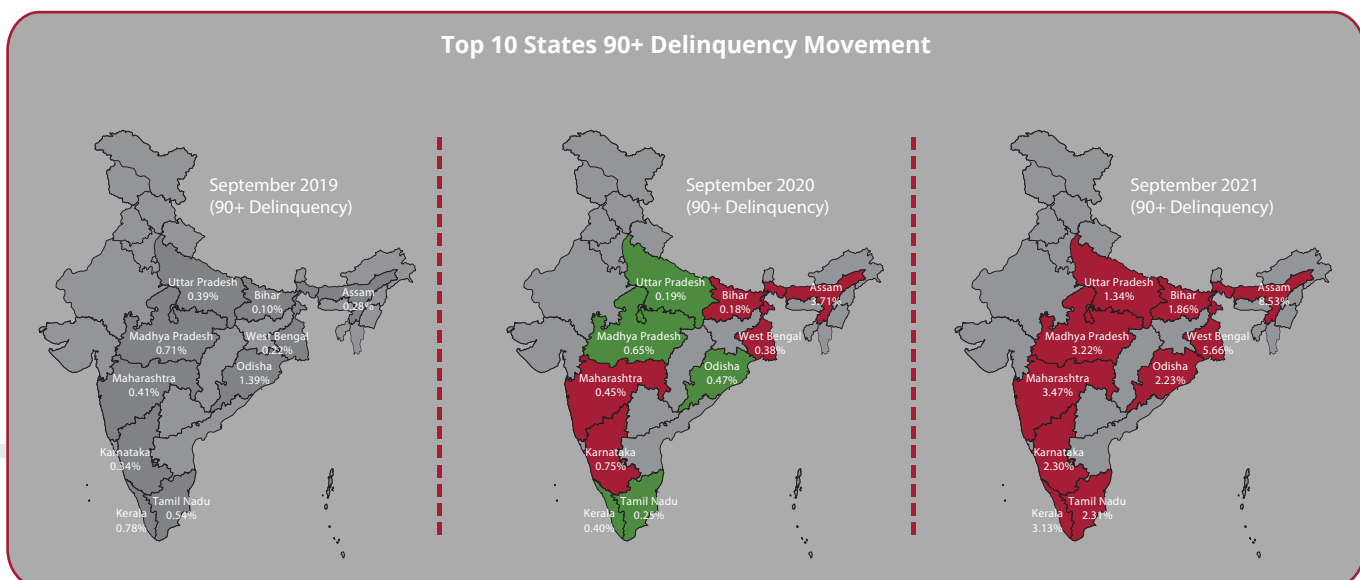 Top 10 States 90+ Delinquency Movement
September 2019
(90+ Delinquency)
Uttar Pradesh
0.39%
Bihar
0.10%
Assam
0.28%
Madhya Pradesh
0.71%
West Bengal
0.22%
Odisha
1.39%
Maharashtra
0.41%
Karnataka
0.34%
Tamil Nadu
0.54%
Kerala
0.78%
September 2020
(90+ Delinquency)
Uttar Pradesh
0.19%
Bihar
0.18%
Assam
3.71%
Madhya Pradesh
0.65%
West Bengal
0.38%
Odisha
0.47%
Maharashtra
0.45%
Karnataka
0.75%
Tamil Nadu
0.25%
Kerala
0.40%
September 2021
(90+ Delinquency)
Uttar Pradesh
1.34%
Bihar
1.86%
Assam
8.53%
Madhya Pradesh
3.22%
West Bengal
5.66%
Odisha
2.23%
Maharashtra
3.47%
Karnataka
2.30%
Tamil Nadu
2.31%
Kerala
3.13%